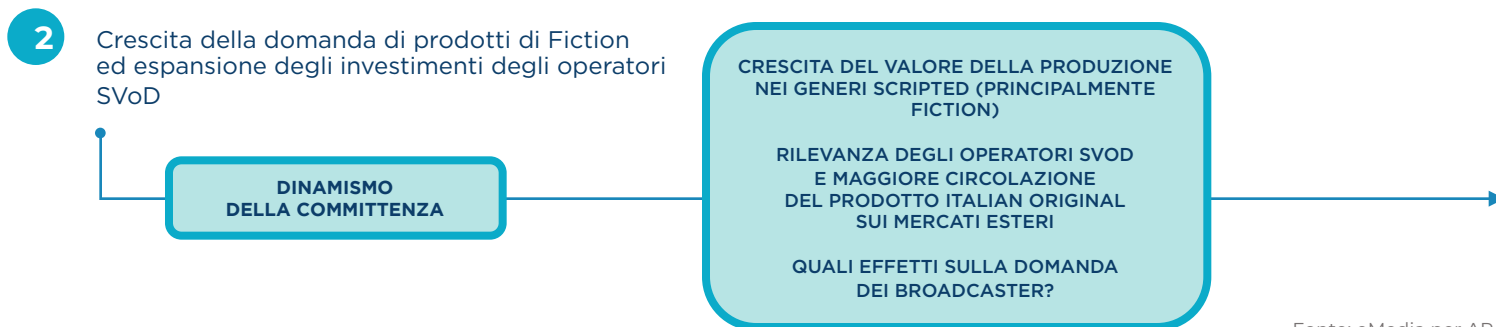 2
Crescita della domanda di prodotti di Fiction
ed espansione degli investimenti degli operatori
SVoD
DINAMISMO
DELLA COMMITTENZA
CRESCITA DEL VALORE DELLA PRODUZIONE
NEI GENERI SCRIPTED (PRINCIPALMENTE
FICTION)
RILEVANZA DEGLI OPERATORI SVOD
E MAGGIORE CIRCOLAZIONE
DEL PRODOTTO ITALIAN ORIGINAL
SUI MERCATI ESTERI
QUALI EFFETTI SULLA DOMANDA
DEI BROADCASTER?